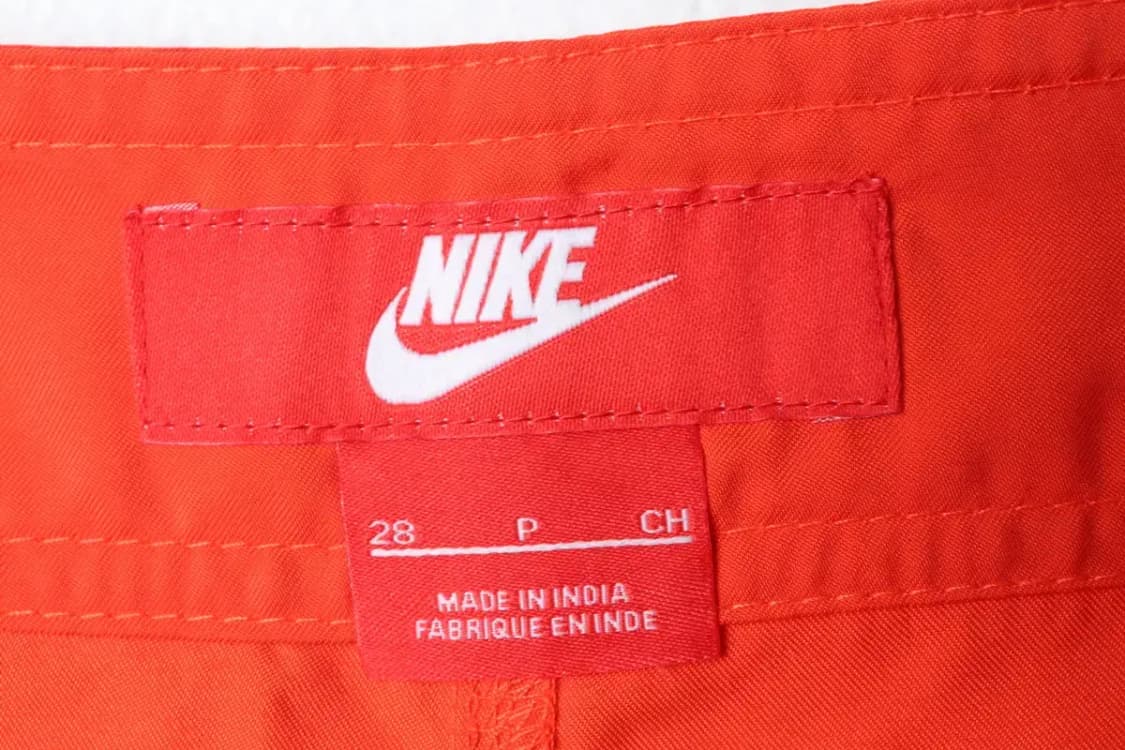 NIKE
28 P CH
MADE IN INDIA
FABRIQUE EN INDE